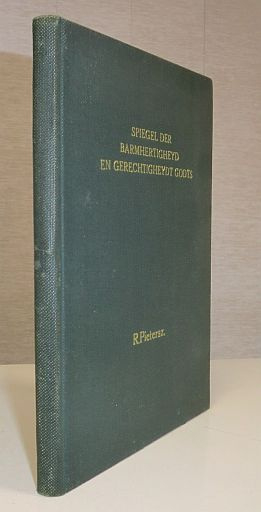 SPIEGEL DER
BARMHERTIGHEYD
EN GERECHTIGHEYDT GODTS
R. Pietersz.